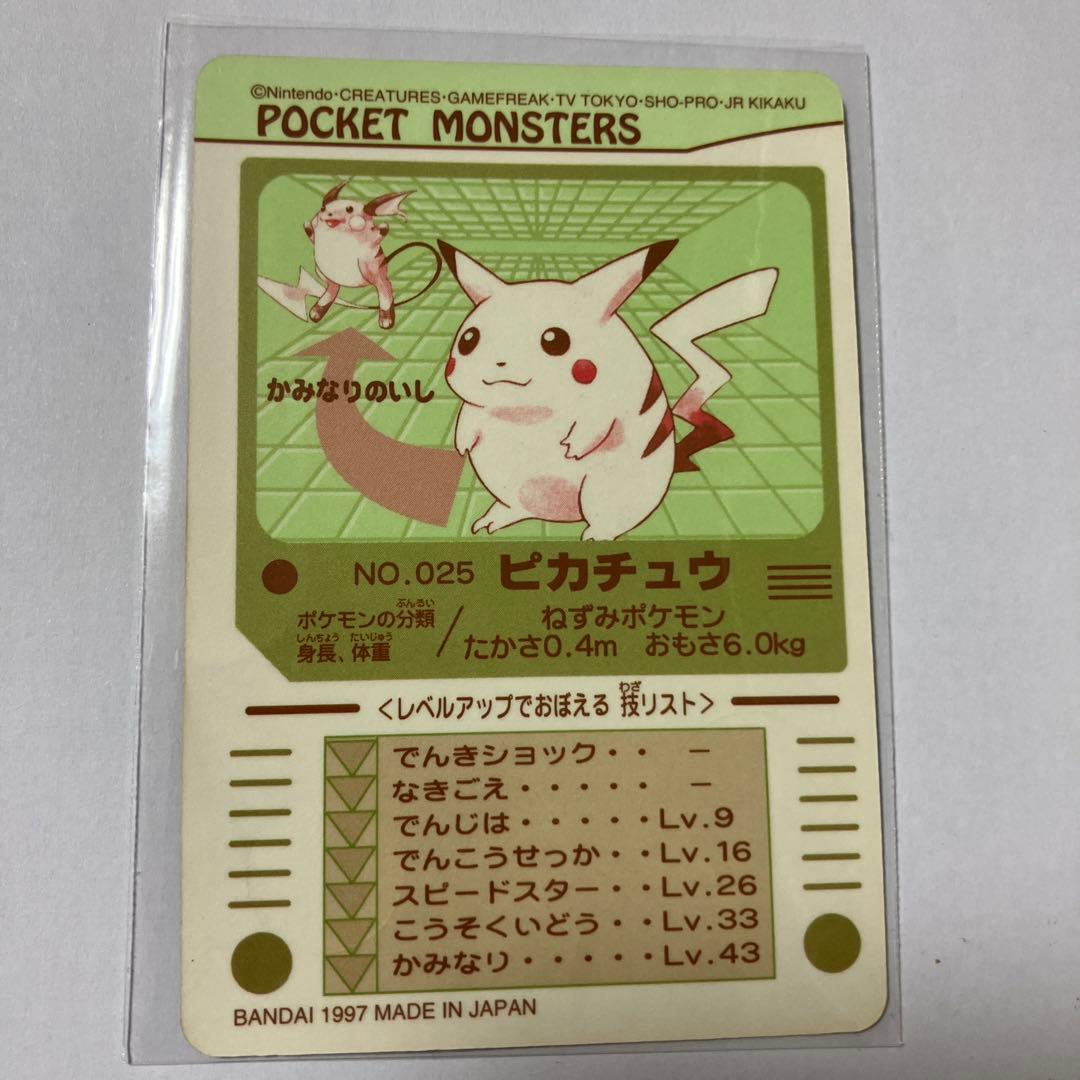 ©Nintendo・CREATURES・GAMEFREAK・TV TOKYO・SHO-PRO・JR KIKAKU
POCKET MONSTERS
かみなりのいし
NO.025 ピカチュウ
ポケモンの分類 ぶんるい
身長、体重 しんちょう たいじゅう
/
ねずみポケモン
たかさ0.4m おもさ6.0kg
<レベルアップでおぼえる 技リスト> わざ
でんきショック・・ －
なきごえ・・・・・ －
でんじは・・・・・Lv.9
でんこうせっか・・Lv.16
スピードスター・・Lv.26
こうそくいどう・・Lv.33
かみなり・・・・・Lv.43
BANDAI 1997 MADE IN JAPAN